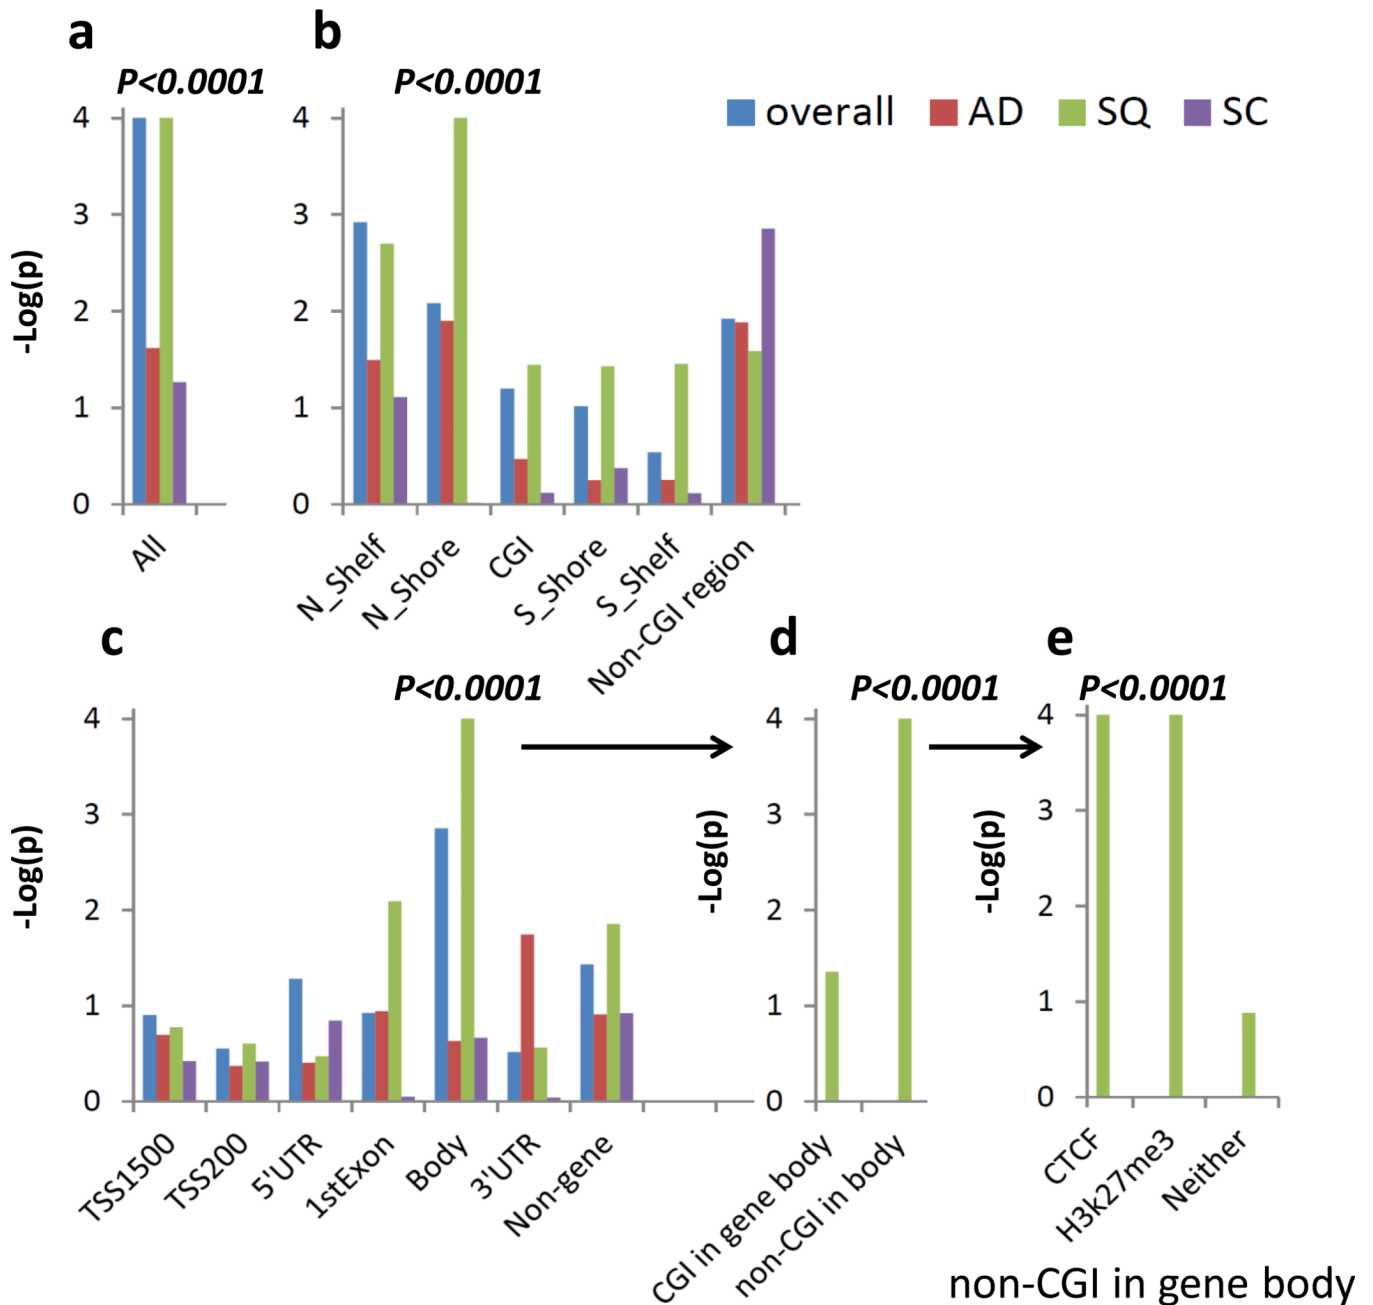 a
b
P<0.0001
P<0.0001
overall AD SQ SC
4
3
2
1
0
-Log(p)
All
4
3
2
1
0
N_Shelf
N_Shore
CGI
S_Shore
S_Shelf
Non-CGI region
c
d
e
P<0.0001
P<0.0001
P<0.0001
4
3
2
1
0
-Log(p)
TSS1500
TSS200
5'UTR
1stExon
Body
3'UTR
Non-gene
4
3
2
1
0
-Log(p)
CGI in gene body
non-CGI in body
4
3
2
1
0
-Log(p)
CTCF
H3k27me3
Neither
non-CGI in gene body